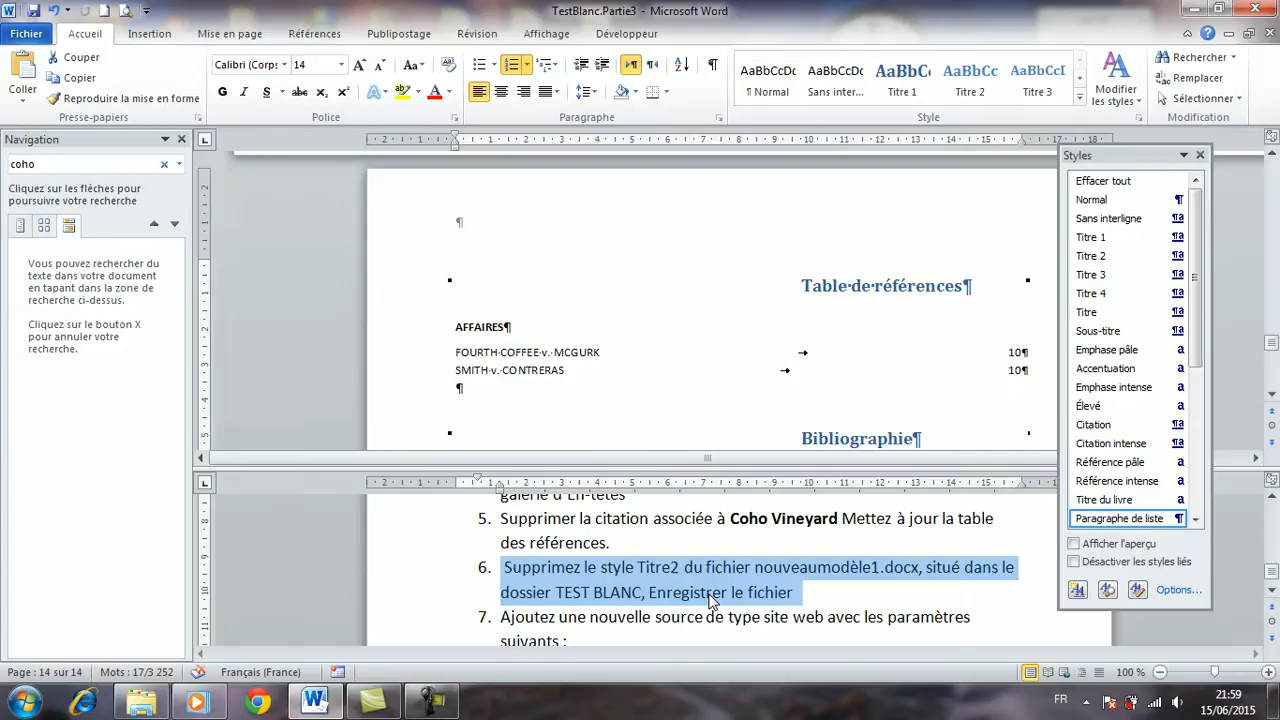 TestBlanc.Partie3 - Microsoft Word
Fichier Accueil Insertion Mise en page Références Publipostage Révision Affichage Développeur
Coller
Couper
Copier
Reproduire la mise en forme
Presse-papiers
Calibri (Corps 14
G I S abc
Police
Paragraphe
AaBbCcDc AaBbCcDc AaBbCc AaBbCc AaBbCcI
¶ Normal Sans inter... Titre 1 Titre 2 Titre 3
Modifier les styles
Style
Rechercher
Remplacer
Sélectionner
Modification
Navigation
coho
Cliquez sur les flèches pour
poursuivre votre recherche
Vous pouvez rechercher du
texte dans votre document
en tapant dans la zone de
recherche ci-dessus.
Cliquez sur le bouton X
pour annuler votre
recherche.
¶
Table·de·références¶
AFFAIRES¶
FOURTH·COFFEE·v.·MCGURK → 10¶
SMITH·v.·CONTRERAS → 10¶
¶
Bibliographie¶
galerie d'En-têtes
5. Supprimer la citation associée à Coho Vineyard Mettez à jour la table
des références.
6. Supprimez le style Titre2 du fichier nouveaumodèle1.docx, situé dans le
dossier TEST BLANC, Enregistrer le fichier
7. Ajoutez une nouvelle source de type site web avec les paramètres
suivants :
Styles
Effacer tout
Normal
Sans interligne
Titre 1
Titre 2
Titre 3
Titre 4
Titre
Sous-titre
Emphase pâle
Accentuation
Emphase intense
Élevé
Citation
Citation intense
Référence pâle
Référence intense
Titre du livre
Paragraphe de liste
Afficher l'aperçu
Désactiver les styles liés
Options...
Page : 14 sur 14 Mots : 17/3 252 Français (France) 100 %
FR
21:59
15/06/2015